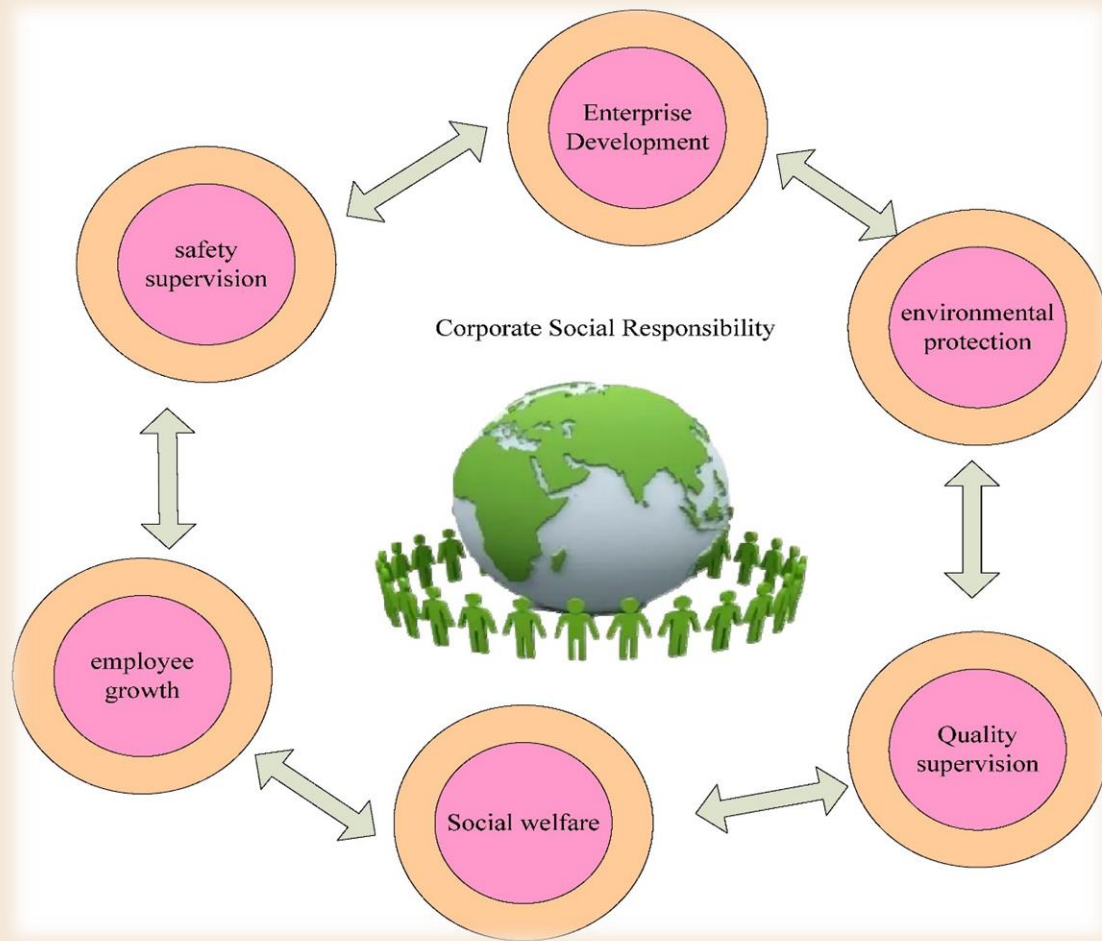 Enterprise
Development
safety
supervision
environmental
protection
Corporate Social Responsibility
employee
growth
Quality
supervision
Social welfare